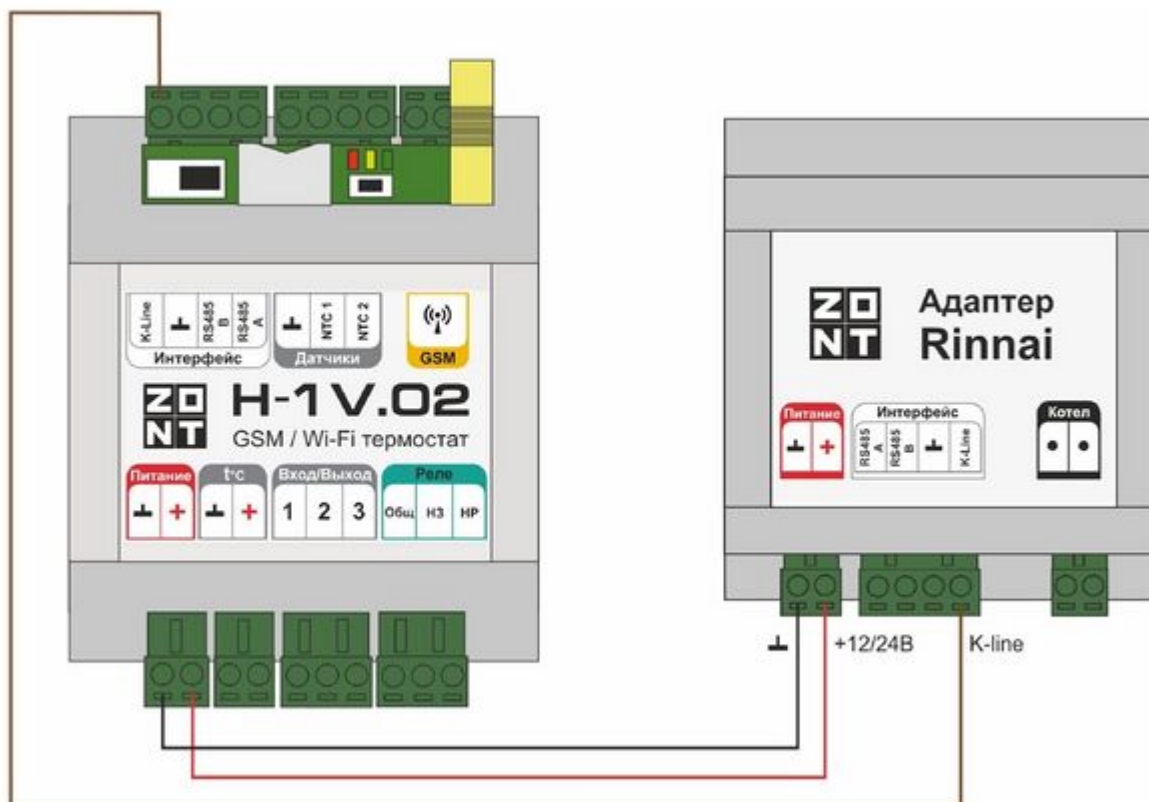 K-Line
RS485 B
RS485 A
NTC 1
NTC 2
Интерфейс
Датчики
GSM
ZONT
H-1V.02
GSM / Wi-Fi термостат
Питание
t°C
Вход/Выход
Реле
+
+
1
2
3
Общ
НЗ
НР
ZONT
Адаптер
Rinnai
Питание
Интерфейс
Котел
+
RS485 A
RS485 B
K-Line
+12/24В
K-line